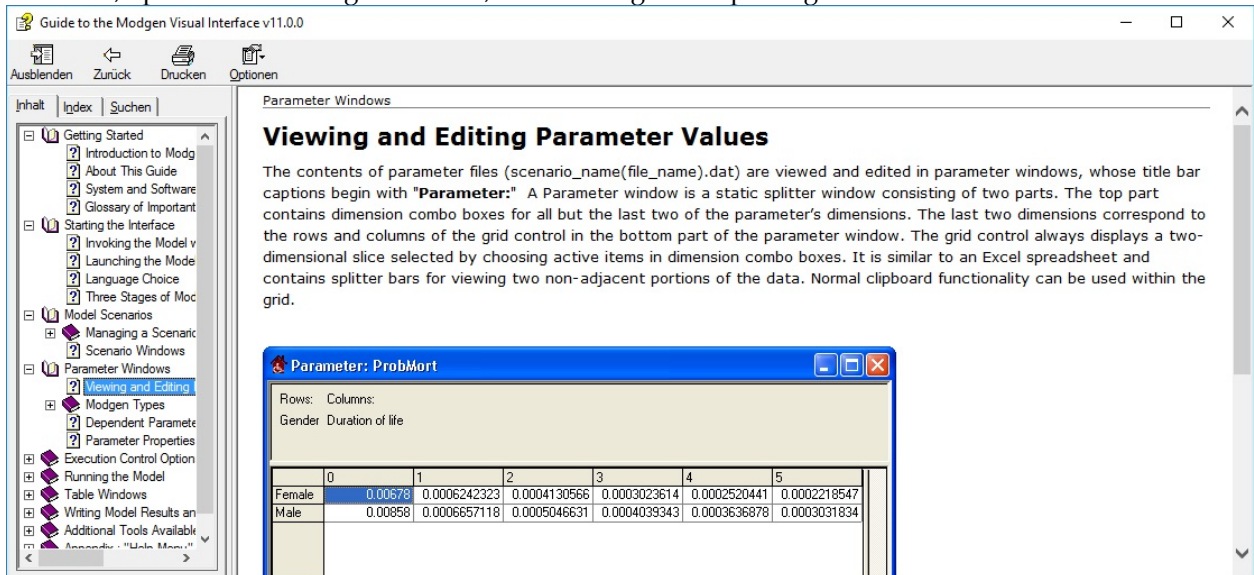 Guide to the Modgen Visual Interface v11.0.0
Ausblenden Zurück Drucken Optionen
Inhalt Index Suchen
Getting Started
Introduction to Modg
About This Guide
System and Software
Glossary of Important
Starting the Interface
Invoking the Model v
Launching the Mode
Language Choice
Three Stages of Mod
Model Scenarios
Managing a Scenaric
Scenario Windows
Parameter Windows
Viewing and Editing
Modgen Types
Dependent Paramete
Parameter Properties
Execution Control Option
Running the Model
Table Windows
Writing Model Results an
Additional Tools Available
Appendix : "Help Menu"
Parameter Windows
Viewing and Editing Parameter Values
The contents of parameter files (scenario_name(file_name).dat) are viewed and edited in parameter windows, whose title bar
captions begin with "Parameter:" A Parameter window is a static splitter window consisting of two parts. The top part
contains dimension combo boxes for all but the last two of the parameter's dimensions. The last two dimensions correspond to
the rows and columns of the grid control in the bottom part of the parameter window. The grid control always displays a two-
dimensional slice selected by choosing active items in dimension combo boxes. It is similar to an Excel spreadsheet and
contains splitter bars for viewing two non-adjacent portions of the data. Normal clipboard functionality can be used within the
grid.
Parameter: ProbMort
Rows: Columns:
Gender Duration of life
0 1 2 3 4 5
Female 0.00678 0.0006242323 0.0004130566 0.0003023614 0.0002520441 0.0002218547
Male 0.00858 0.0006657118 0.0005046631 0.0004039343 0.0003636878 0.0003031834